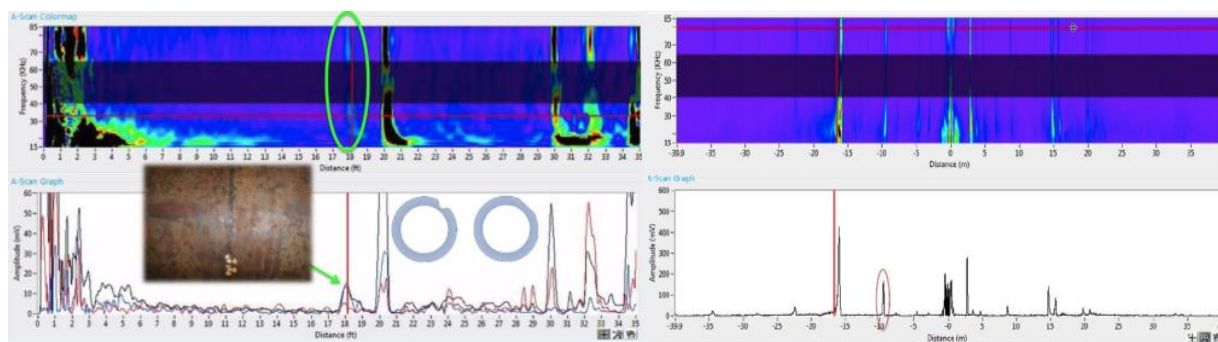 A-Scan Colormap
Frequency (KHz)
85
70
60
50
40
30
15
0 1 2 3 4 5 6 7 8 9 10 11 12 13 14 15 16 17 18 19 20 21 22 23 24 25 26 27 28 29 30 31 32 33 34 35
Distance (ft)
A-Scan Graph
Amplitude (mV)
60
50
40
30
20
10
0
0 1 2 3 4 5 6 7 8 9 10 11 12 13 14 15 16 17 18 19 20 21 22 23 24 25 26 27 28 29 30 31 32 33 34 35
Distance (ft)
Frequency (KHz)
85
70
60
50
40
30
15
-39.9 -35 -30 -25 -20 -15 -10 -5 0 5 10 15 20 25 30 35
Distance (m)
A-Scan Graph
Amplitude (mV)
600
500
400
300
200
100
0
-39.9 -35 -30 -25 -20 -15 -10 -5 -0 5 10 15 20 25 30 35
Distance (m)